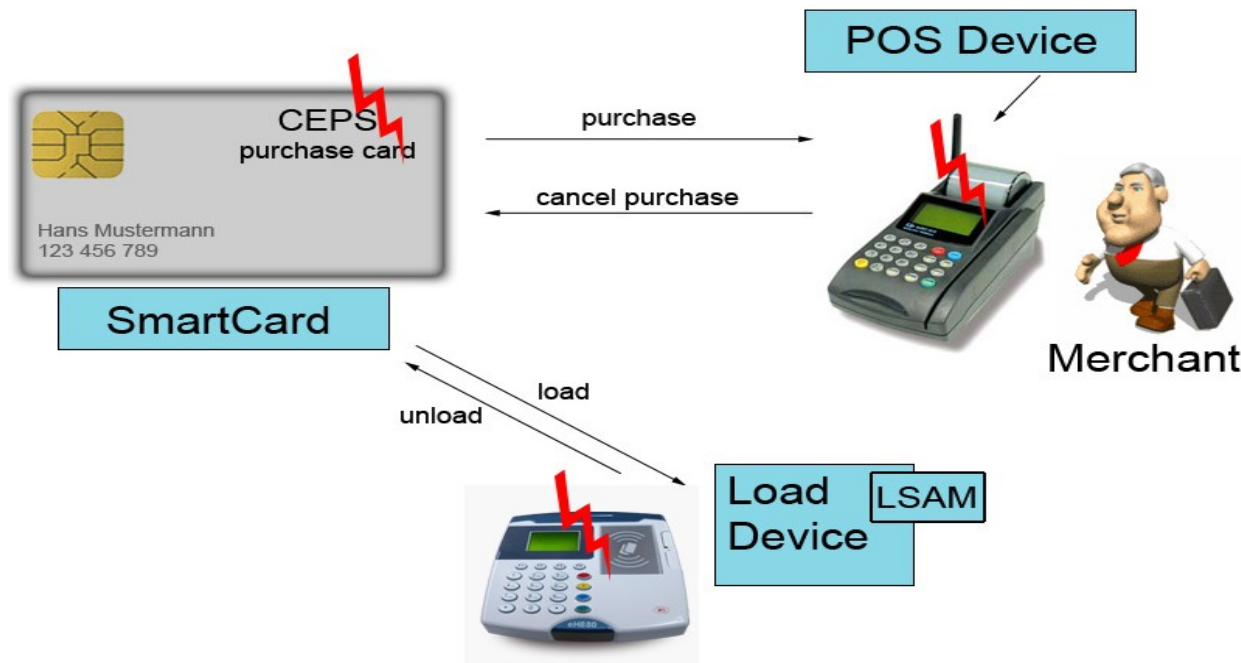 POS Device
CEPS
purchase card
purchase
cancel purchase
Hans Mustermann
123 456 789
SmartCard
Merchant
load
unload
Load
Device
LSAM
eH880